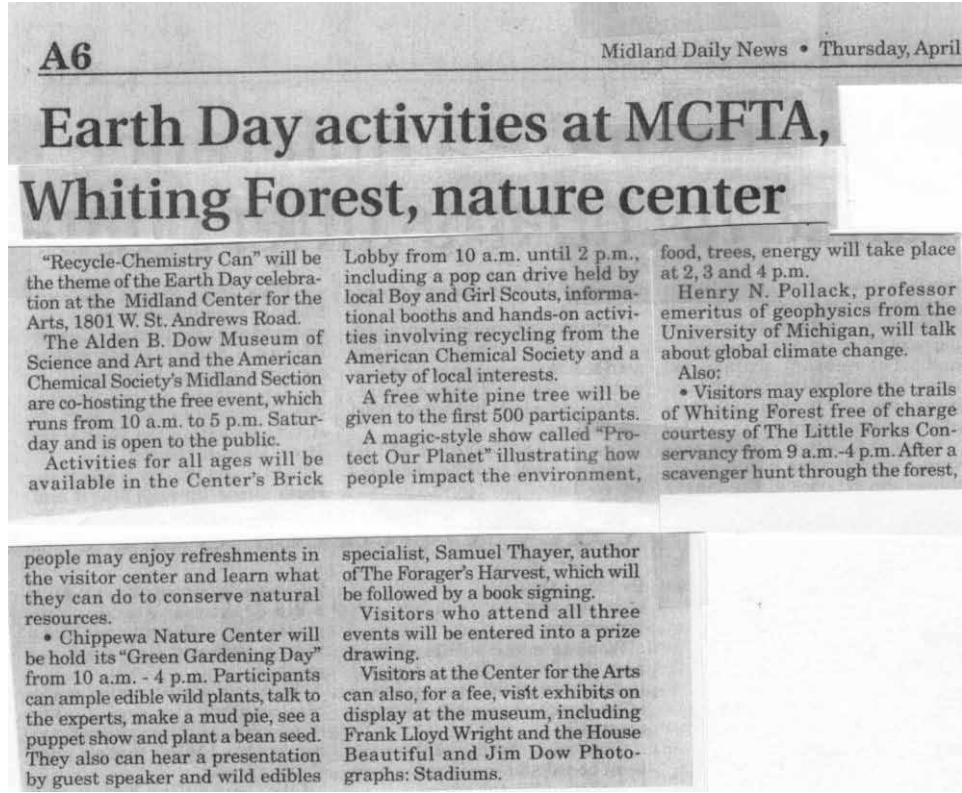 A6
Midland Daily News • Thursday, April
Earth Day activities at MCFTA,
Whiting Forest, nature center
“Recycle-Chemistry Can” will be
the theme of the Earth Day celebra-
tion at the Midland Center for the
Arts, 1801 W. St. Andrews Road.
The Alden B. Dow Museum of
Science and Art and the American
Chemical Society's Midland Section
are co-hosting the free event, which
runs from 10 a.m. to 5 p.m. Satur-
day and is open to the public.
Activities for all ages will be
available in the Center's Brick
Lobby from 10 a.m. until 2 p.m.,
including a pop can drive held by
local Boy and Girl Scouts, informa-
tional booths and hands-on activi-
ties involving recycling from the
American Chemical Society and a
variety of local interests.
A free white pine tree will be
given to the first 500 participants.
A magic-style show called “Pro-
tect Our Planet” illustrating how
people impact the environment,
food, trees, energy will take place
at 2, 3 and 4 p.m.
Henry N. Pollack, professor
emeritus of geophysics from the
University of Michigan, will talk
about global climate change.
Also:
• Visitors may explore the trails
of Whiting Forest free of charge
courtesy of The Little Forks Con-
servancy from 9 a.m.-4 p.m. After a
scavenger hunt through the forest,
people may enjoy refreshments in
the visitor center and learn what
they can do to conserve natural
resources.
• Chippewa Nature Center will
be hold its “Green Gardening Day”
from 10 a.m. - 4 p.m. Participants
can ample edible wild plants, talk to
the experts, make a mud pie, see a
puppet show and plant a bean seed.
They also can hear a presentation
by guest speaker and wild edibles
specialist, Samuel Thayer, author
of The Forager's Harvest, which will
be followed by a book signing.
Visitors who attend all three
events will be entered into a prize
drawing.
Visitors at the Center for the Arts
can also, for a fee, visit exhibits on
display at the museum, including
Frank Lloyd Wright and the House
Beautiful and Jim Dow Photo-
graphs: Stadiums.